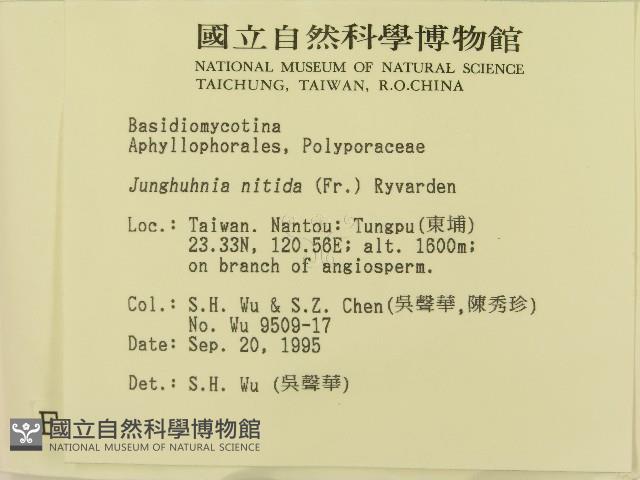 國立自然科學博物館
NATIONAL MUSEUM OF NATURAL SCIENCE
TAICHUNG, TAIWAN, R.O.CHINA
Basidiomycotina
Aphyllophorales, Polyporaceae
Junghuhnia nitida (Fr.) Ryvarden
Loc.: Taiwan. Nantou: Tungpu(東埔)
23.33N, 120.56E; alt. 1600m;
on branch of angiosperm.
Col.: S.H. Wu & S.Z. Chen(吳聲華,陳秀珍)
No. Wu 9509-17
Date: Sep. 20, 1995
Det.: S.H. Wu (吳聲華)
國立自然科學博物館
NATIONAL MUSEUM OF NATURAL SCIENCE